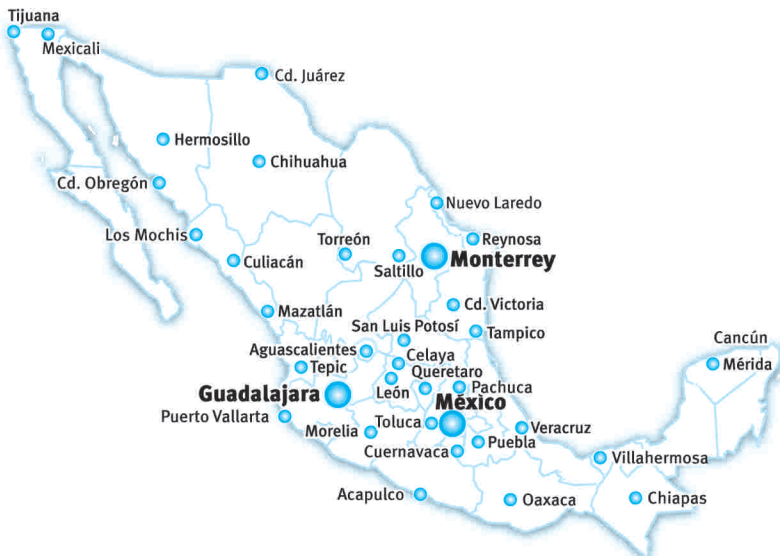 Tijuana
Mexicali
Cd. Juárez
Hermosillo
Chihuahua
Cd. Obregón
Nuevo Laredo
Los Mochis
Torreón
Reynosa
Culiacán
Saltillo
Monterrey
Mazatlán
Cd. Victoria
San Luis Potosí
Tampico
Cancún
Aguascalientes
Celaya
Mérida
Tepic
Queretaro
León
Pachuca
Guadalajara
México
Puerto Vallarta
Toluca
Veracruz
Morelia
Puebla
Cuernavaca
Villahermosa
Acapulco
Oaxaca
Chiapas